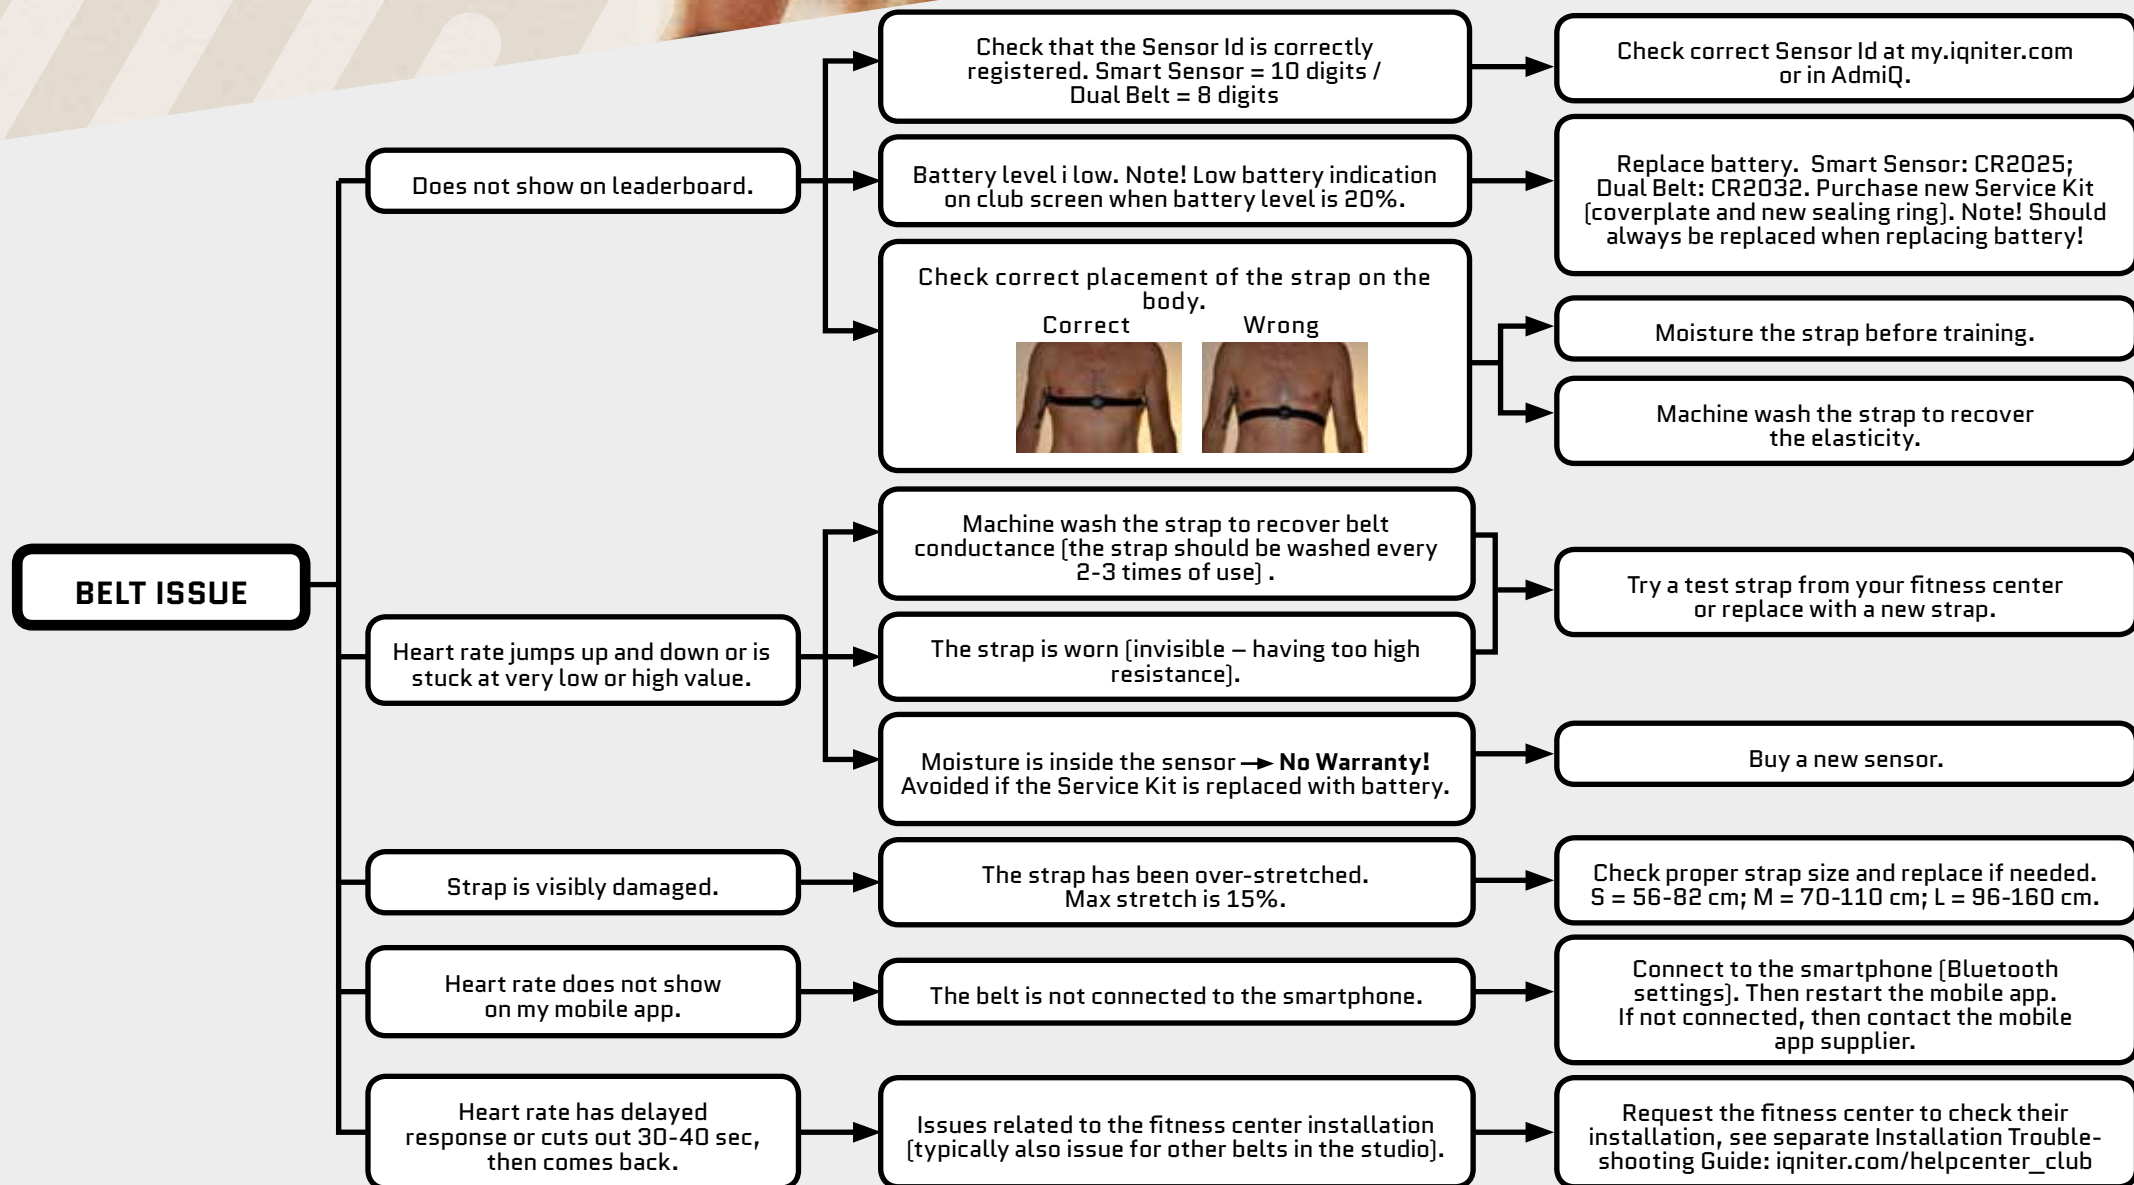 BELT ISSUE
Does not show on leaderboard.
Check that the Sensor Id is correctly
registered. Smart Sensor = 10 digits /
Dual Belt = 8 digits
Check correct Sensor Id at my.iqniter.com
or in AdmiQ.
Battery level i low. Note! Low battery indication
on club screen when battery level is 20%.
Replace battery. Smart Sensor: CR2025;
Dual Belt: CR2032. Purchase new Service Kit
(coverplate and new sealing ring). Note! Should
always be replaced when replacing battery!
Check correct placement of the strap on the
body.
Correct Wrong
Moisture the strap before training.
Machine wash the strap to recover
the elasticity.
Heart rate jumps up and down or is
stuck at very low or high value.
Machine wash the strap to recover belt
conductance (the strap should be washed every
2-3 times of use) .
The strap is worn (invisible – having too high
resistance).
Try a test strap from your fitness center
or replace with a new strap.
Moisture is inside the sensor → No Warranty!
Avoided if the Service Kit is replaced with battery.
Buy a new sensor.
Strap is visibly damaged.
The strap has been over-stretched.
Max stretch is 15%.
Check proper strap size and replace if needed.
S = 56-82 cm; M = 70-110 cm; L = 96-160 cm.
Heart rate does not show
on my mobile app.
The belt is not connected to the smartphone.
Connect to the smartphone (Bluetooth
settings). Then restart the mobile app.
If not connected, then contact the mobile
app supplier.
Heart rate has delayed
response or cuts out 30-40 sec,
then comes back.
Issues related to the fitness center installation
(typically also issue for other belts in the studio).
Request the fitness center to check their
installation, see separate Installation Trouble-
shooting Guide: iqniter.com/helpcenter_club